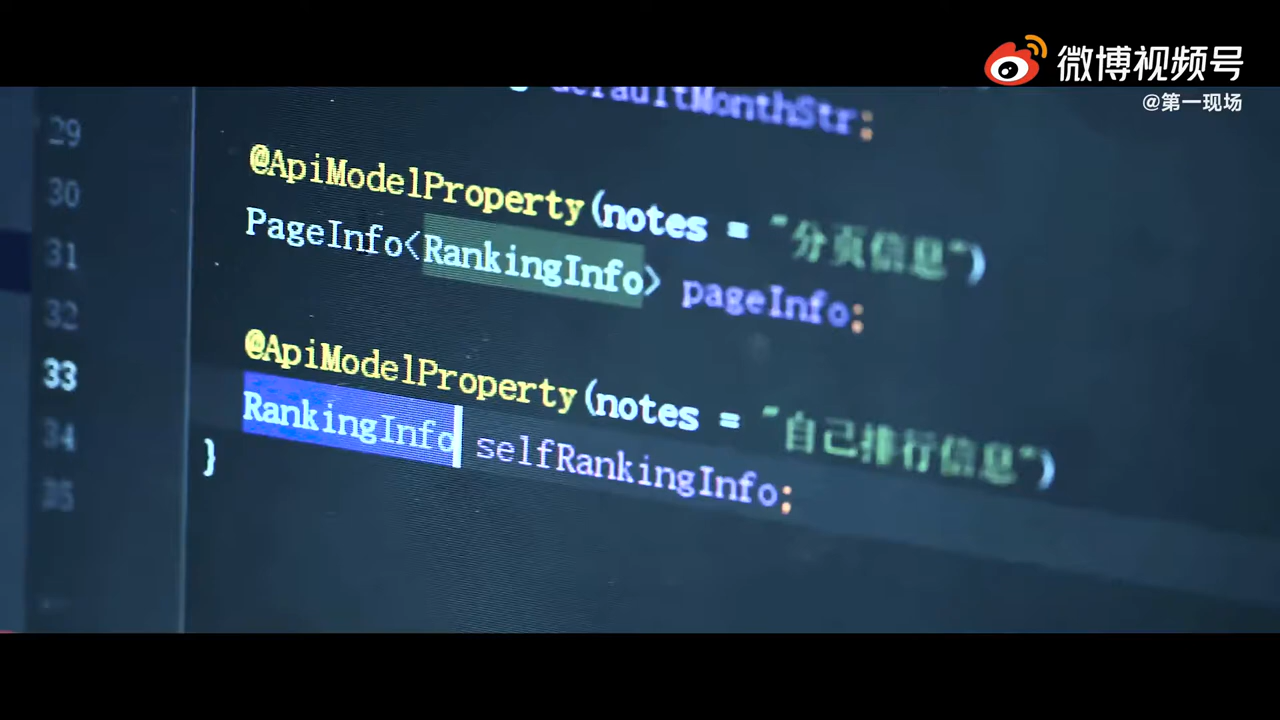 微博视频号
@第一现场
defaultMonthStr;
29
@ApiModelProperty(notes = "分页信息")
30
PageInfo<RankingInfo> pageInfo;
31
32
@ApiModelProperty(notes = "自己排行信息")
33
RankingInfo selfRankingInfo;
34
}
35